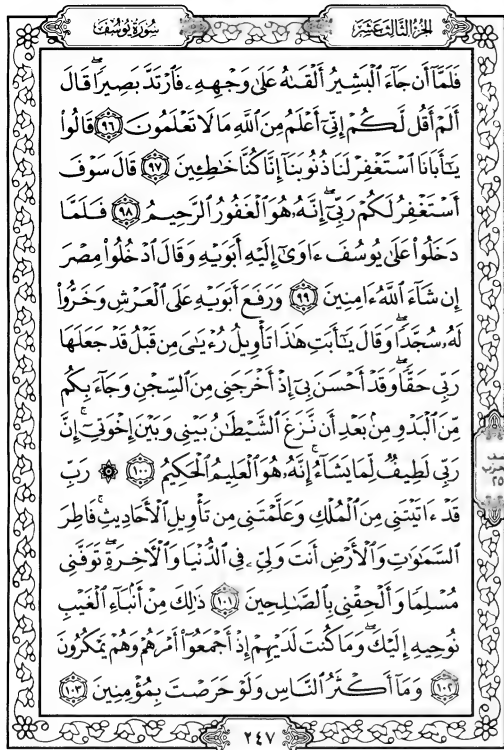 سُورَةُ يُوسُفَ
الجُزْءُ الثَّالِثَ عَشَرَ
فَلَمَّآ أَن جَآءَ ٱلْبَشِيرُ أَلْقَىٰهُ عَلَىٰ وَجْهِهِۦ فَٱرْتَدَّ بَصِيرًا ۖ قَالَ
أَلَمْ أَقُل لَّكُمْ إِنِّىٓ أَعْلَمُ مِنَ ٱللَّهِ مَا لَا تَعْلَمُونَ ٩٦ قَالُوا۟
يَـٰٓأَبَانَا ٱسْتَغْفِرْ لَنَا ذُنُوبَنَآ إِنَّا كُنَّا خَـٰطِـِٔينَ ٩٧ قَالَ سَوْفَ
أَسْتَغْفِرُ لَكُمْ رَبِّىٓ ۖ إِنَّهُۥ هُوَ ٱلْغَفُورُ ٱلرَّحِيمُ ٩٨ فَلَمَّا
دَخَلُوا۟ عَلَىٰ يُوسُفَ ءَاوَىٰٓ إِلَيْهِ أَبَوَيْهِ وَقَالَ ٱدْخُلُوا۟ مِصْرَ
إِن شَآءَ ٱللَّهُ ءَامِنِينَ ٩٩ وَرَفَعَ أَبَوَيْهِ عَلَى ٱلْعَرْشِ وَخَرُّوا۟
لَهُۥ سُجَّدًا ۖ وَقَالَ يَـٰٓأَبَتِ هَـٰذَا تَأْوِيلُ رُءْيَـٰىَ مِن قَبْلُ قَدْ جَعَلَهَا
رَبِّى حَقًّا ۖ وَقَدْ أَحْسَنَ بِىٓ إِذْ أَخْرَجَنِى مِنَ ٱلسِّجْنِ وَجَآءَ بِكُم
مِّنَ ٱلْبَدْوِ مِنۢ بَعْدِ أَن نَّزَغَ ٱلشَّيْطَـٰنُ بَيْنِى وَبَيْنَ إِخْوَتِىٓ ۚ إِنَّ
رَبِّى لَطِيفٌ لِّمَا يَشَآءُ ۚ إِنَّهُۥ هُوَ ٱلْعَلِيمُ ٱلْحَكِيمُ ١٠٠ ۞ رَبِّ
قَدْ ءَاتَيْتَنِى مِنَ ٱلْمُلْكِ وَعَلَّمْتَنِى مِن تَأْوِيلِ ٱلْأَحَادِيثِ ۚ فَاطِرَ
ٱلسَّمَـٰوَٰتِ وَٱلْأَرْضِ أَنتَ وَلِىِّۦ فِى ٱلدُّنْيَا وَٱلْـَٔاخِرَةِ ۖ تَوَفَّنِى
مُسْلِمًا وَأَلْحِقْنِى بِٱلصَّـٰلِحِينَ ١٠١ ذَٰلِكَ مِنْ أَنۢبَآءِ ٱلْغَيْبِ
نُوحِيهِ إِلَيْكَ ۖ وَمَا كُنتَ لَدَيْهِمْ إِذْ أَجْمَعُوٓا۟ أَمْرَهُمْ وَهُمْ يَمْكُرُونَ
١٠٢ وَمَآ أَكْثَرُ ٱلنَّاسِ وَلَوْ حَرَصْتَ بِمُؤْمِنِينَ ١٠٣
٢٤٧